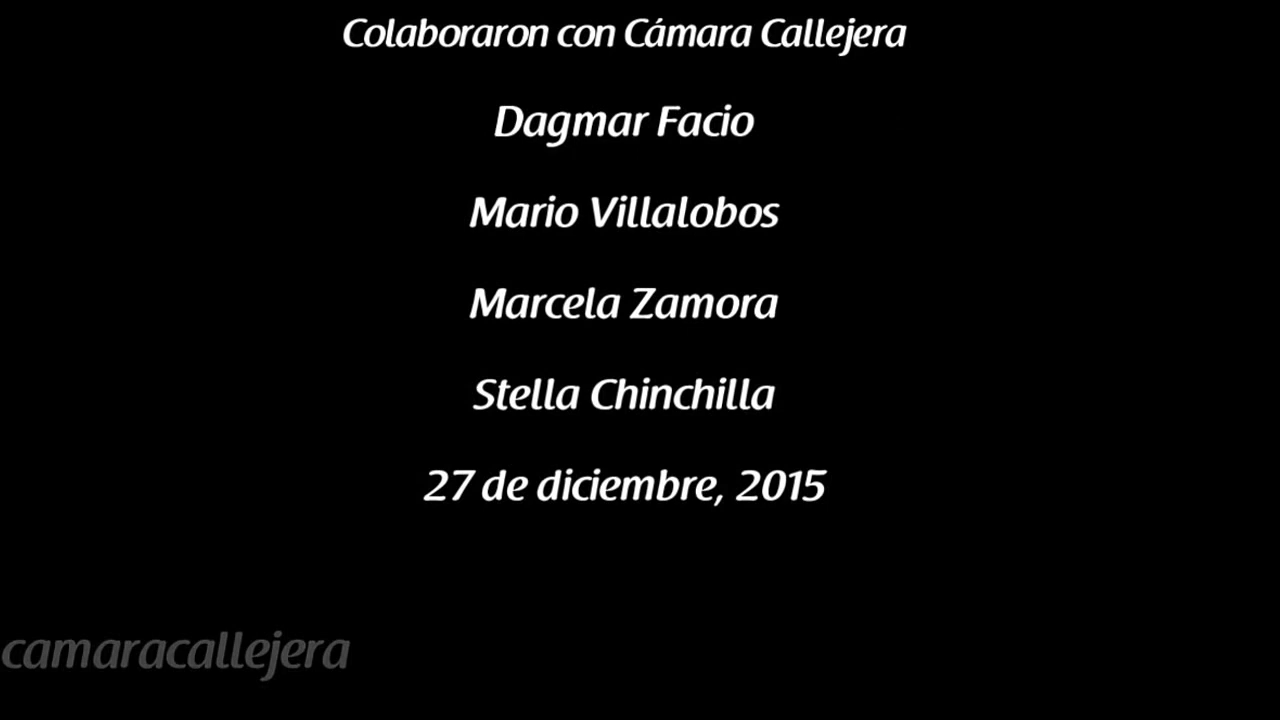 Colaboraron con Cámara Callejera
Dagmar Facio
Mario Villalobos
Marcela Zamora
Stella Chinchilla
27 de diciembre, 2015
camaracallejera